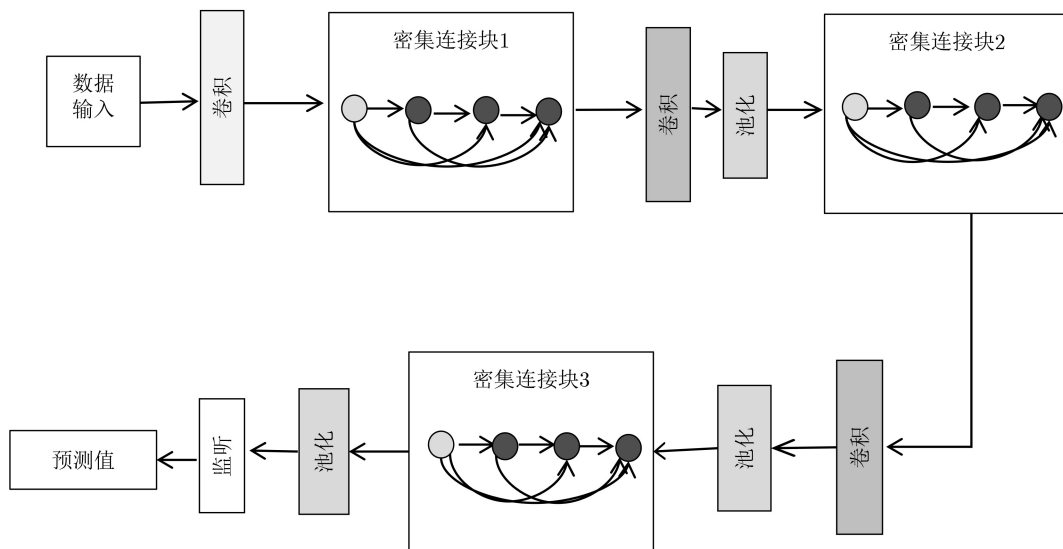 数据
输入
卷积
密集连接块1
卷积
池化
密集连接块2
卷积
池化
密集连接块3
池化
监听
预测值